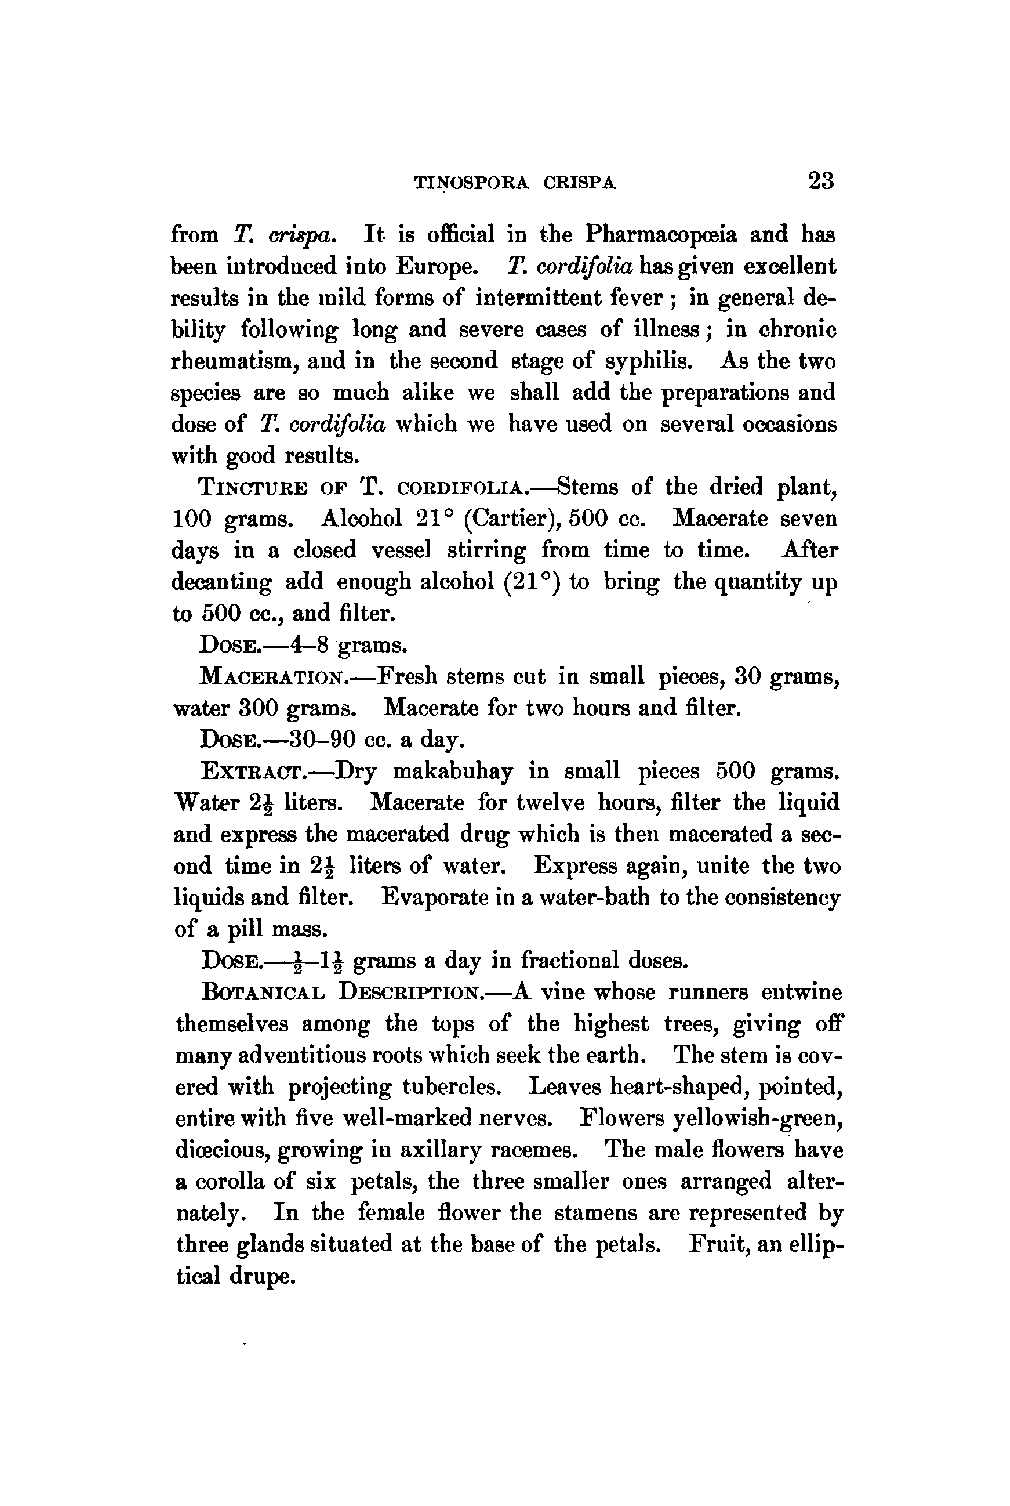 TINOSPORA CRISPA 23
from T. crispa. It is official in the Pharmacopœia and has
been introduced into Europe. T. cordifolia has given excellent
results in the mild forms of intermittent fever ; in general de-
bility following long and severe cases of illness ; in chronic
rheumatism, and in the second stage of syphilis. As the two
species are so much alike we shall add the preparations and
dose of T. cordifolia which we have used on several occasions
with good results.
TINCTURE OF T. CORDIFOLIA.—Stems of the dried plant,
100 grams. Alcohol 21° (Cartier), 500 cc. Macerate seven
days in a closed vessel stirring from time to time. After
decanting add enough alcohol (21°) to bring the quantity up
to 500 cc., and filter.
DOSE.—4–8 grams.
MACERATION.—Fresh stems cut in small pieces, 30 grams,
water 300 grams. Macerate for two hours and filter.
DOSE.—30–90 cc. a day.
EXTRACT.—Dry makabuhay in small pieces 500 grams.
Water 2½ liters. Macerate for twelve hours, filter the liquid
and express the macerated drug which is then macerated a sec-
ond time in 2½ liters of water. Express again, unite the two
liquids and filter. Evaporate in a water-bath to the consistency
of a pill mass.
DOSE.—½–1½ grams a day in fractional doses.
BOTANICAL DESCRIPTION.—A vine whose runners entwine
themselves among the tops of the highest trees, giving off
many adventitious roots which seek the earth. The stem is cov-
ered with projecting tubercles. Leaves heart-shaped, pointed,
entire with five well-marked nerves. Flowers yellowish-green,
diœcious, growing in axillary racemes. The male flowers have
a corolla of six petals, the three smaller ones arranged alter-
nately. In the female flower the stamens are represented by
three glands situated at the base of the petals. Fruit, an ellip-
tical drupe.